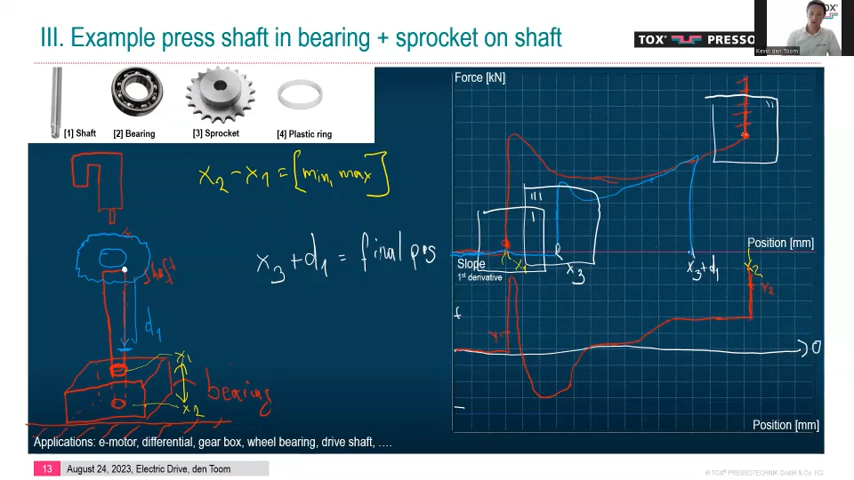 III. Example press shaft in bearing + sprocket on shaft
TOX PRESSOTECHNIK
TOX
Kevin den Toom
[1] Shaft
[2] Bearing
[3] Sprocket
[4] Plastic ring
Force [kN]
x2 - x1 = [min, max]
x3 + d1 = final pos
shaft
d1
x1
x2
bearing
II
III
I
Position [mm]
Slope
1st derivative
x1
x3
x3+d1
x2
0
Position [mm]
Applications: e-motor, differential, gear box, wheel bearing, drive shaft, ….
13
August 24, 2023, Electric Drive, den Toom
© TOX® PRESSOTECHNIK GmbH & Co. KG